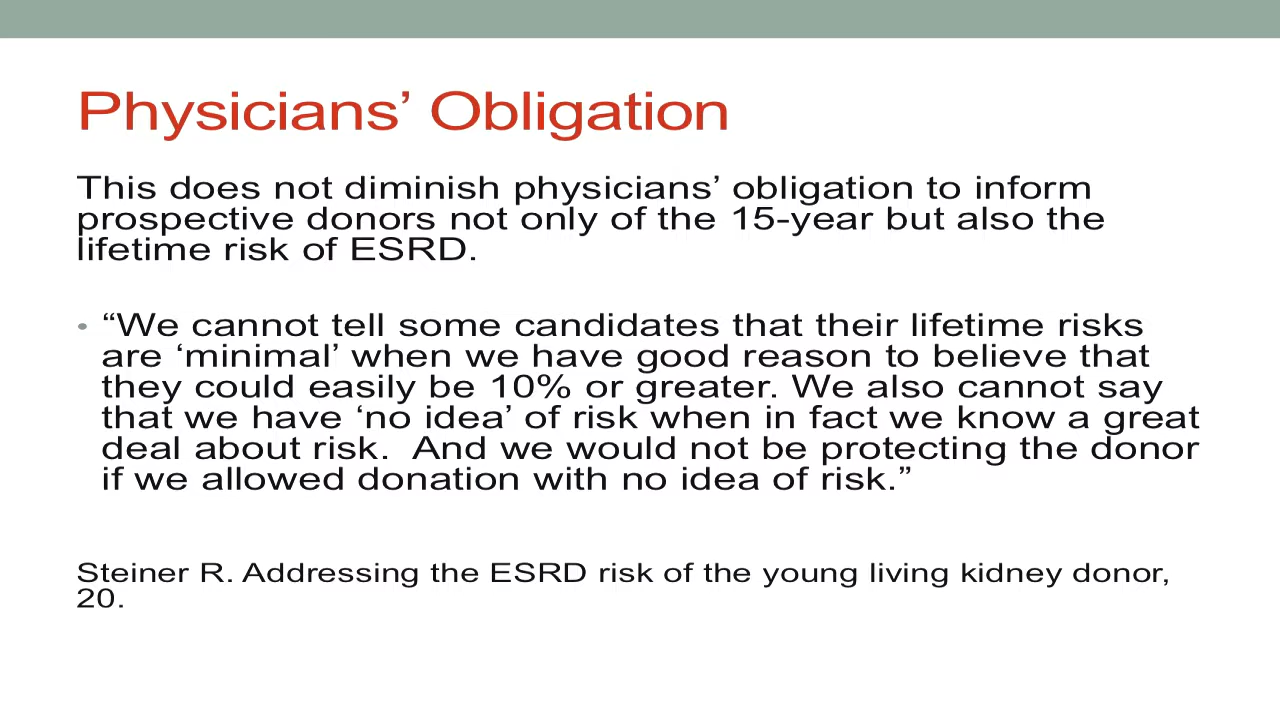 Physicians’ Obligation
This does not diminish physicians’ obligation to inform
prospective donors not only of the 15-year but also the
lifetime risk of ESRD.
• “We cannot tell some candidates that their lifetime risks
are ‘minimal’ when we have good reason to believe that
they could easily be 10% or greater. We also cannot say
that we have ‘no idea’ of risk when in fact we know a great
deal about risk.  And we would not be protecting the donor
if we allowed donation with no idea of risk.”
Steiner R. Addressing the ESRD risk of the young living kidney donor,
20.